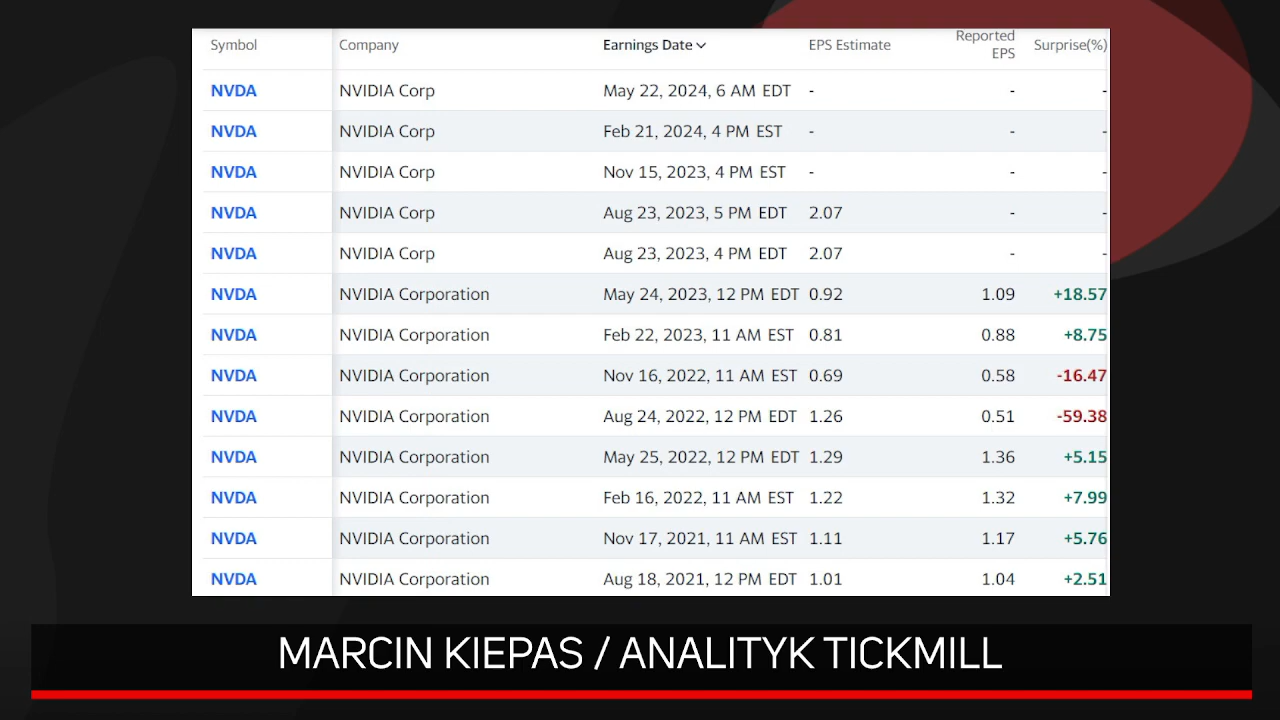 Symbol Company Earnings Date EPS Estimate Reported EPS Surprise(%)
NVDA NVIDIA Corp May 22, 2024, 6 AM EDT - - -
NVDA NVIDIA Corp Feb 21, 2024, 4 PM EST - - -
NVDA NVIDIA Corp Nov 15, 2023, 4 PM EST - - -
NVDA NVIDIA Corp Aug 23, 2023, 5 PM EDT 2.07 - -
NVDA NVIDIA Corp Aug 23, 2023, 4 PM EDT 2.07 - -
NVDA NVIDIA Corporation May 24, 2023, 12 PM EDT 0.92 1.09 +18.57
NVDA NVIDIA Corporation Feb 22, 2023, 11 AM EST 0.81 0.88 +8.75
NVDA NVIDIA Corporation Nov 16, 2022, 11 AM EST 0.69 0.58 -16.47
NVDA NVIDIA Corporation Aug 24, 2022, 12 PM EDT 1.26 0.51 -59.38
NVDA NVIDIA Corporation May 25, 2022, 12 PM EDT 1.29 1.36 +5.15
NVDA NVIDIA Corporation Feb 16, 2022, 11 AM EST 1.22 1.32 +7.99
NVDA NVIDIA Corporation Nov 17, 2021, 11 AM EST 1.11 1.17 +5.76
NVDA NVIDIA Corporation Aug 18, 2021, 12 PM EDT 1.01 1.04 +2.51
MARCIN KIEPAS / ANALITYK TICKMILL